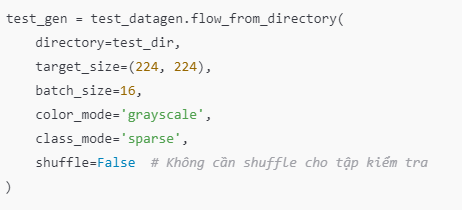 test_gen = test_datagen.flow_from_directory(
    directory=test_dir,
    target_size=(224, 224),
    batch_size=16,
    color_mode='grayscale',
    class_mode='sparse',
    shuffle=False  # Không cần shuffle cho tập kiểm tra
)